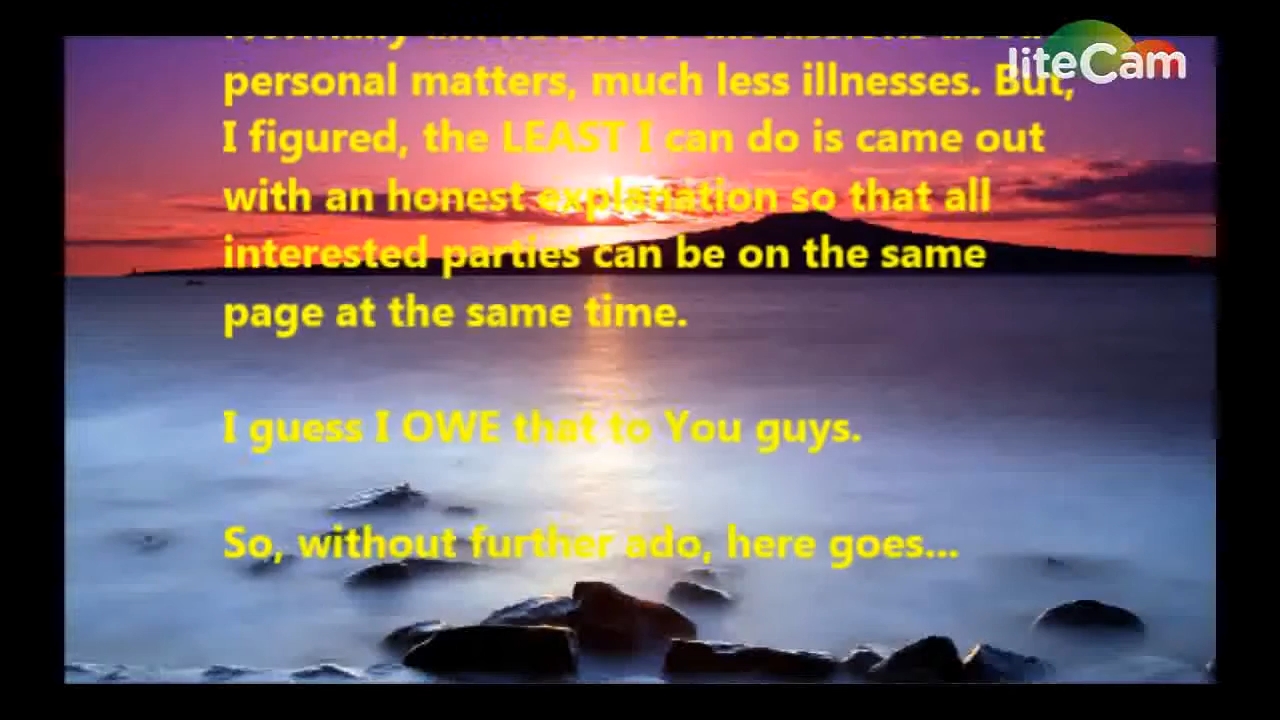 liteCam
personal matters, much less illnesses. But,
I figured, the LEAST I can do is came out
with an honest explanation so that all
interested parties can be on the same
page at the same time.
I guess I OWE that to You guys.
So, without further ado, here goes...